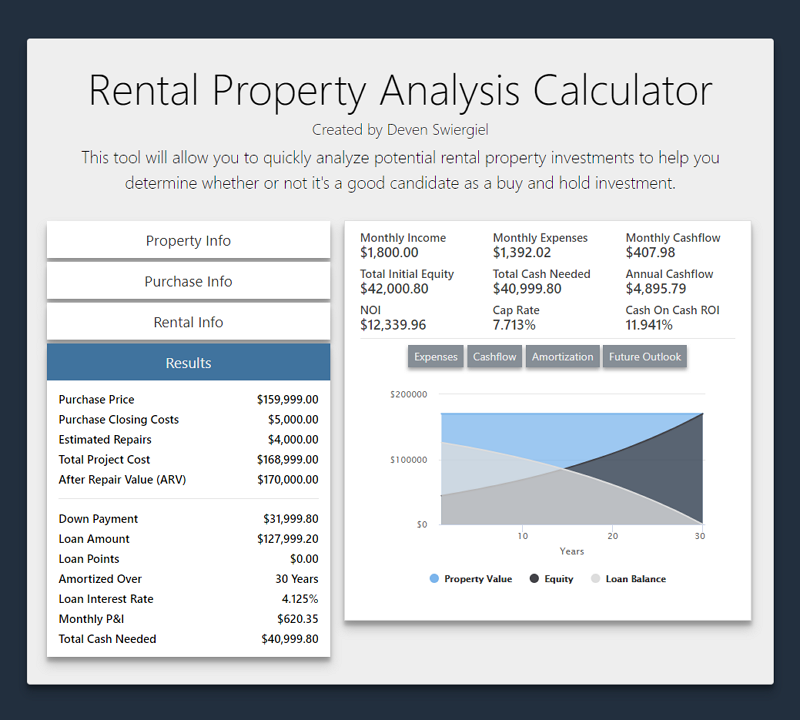 Rental Property Analysis Calculator
Created by Deven Swiergiel
This tool will allow you to quickly analyze potential rental property investments to help you
determine whether or not it's a good candidate as a buy and hold investment.
Property Info
Purchase Info
Rental Info
Results
Purchase Price $159,999.00
Purchase Closing Costs $5,000.00
Estimated Repairs $4,000.00
Total Project Cost $168,999.00
After Repair Value (ARV) $170,000.00
Down Payment $31,999.80
Loan Amount $127,999.20
Loan Points $0.00
Amortized Over 30 Years
Loan Interest Rate 4.125%
Monthly P&I $620.35
Total Cash Needed $40,999.80
Monthly Income Monthly Expenses Monthly Cashflow
$1,800.00 $1,392.02 $407.98
Total Initial Equity Total Cash Needed Annual Cashflow
$42,000.80 $40,999.80 $4,895.79
NOI Cap Rate Cash On Cash ROI
$12,339.96 7.713% 11.941%
Expenses Cashflow Amortization Future Outlook
$200000
$100000
$0
10 20 30
Years
Property Value Equity Loan Balance